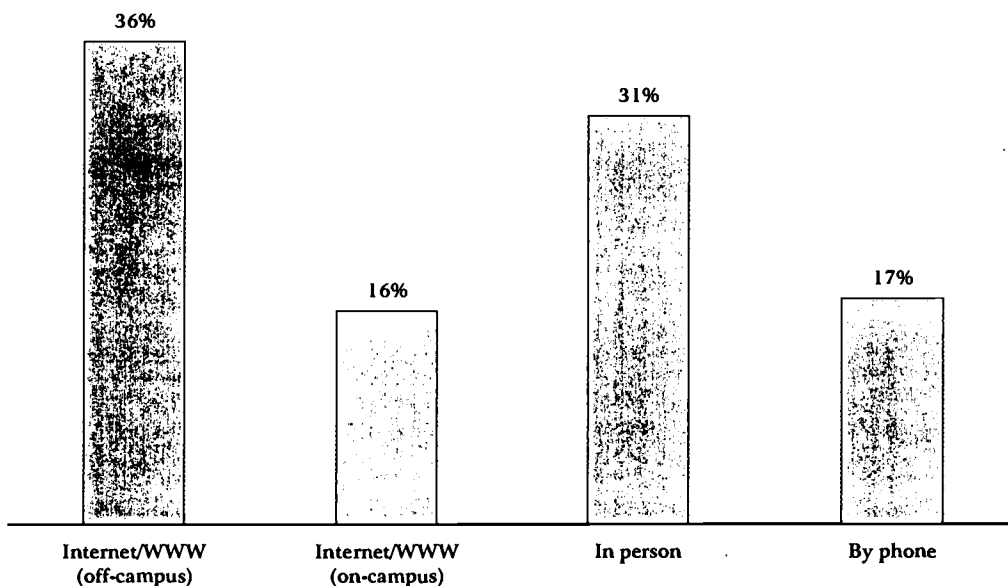 36%
31%
16%
17%
Internet/WWW
(off-campus)
Internet/WWW
(on-campus)
In person
By phone